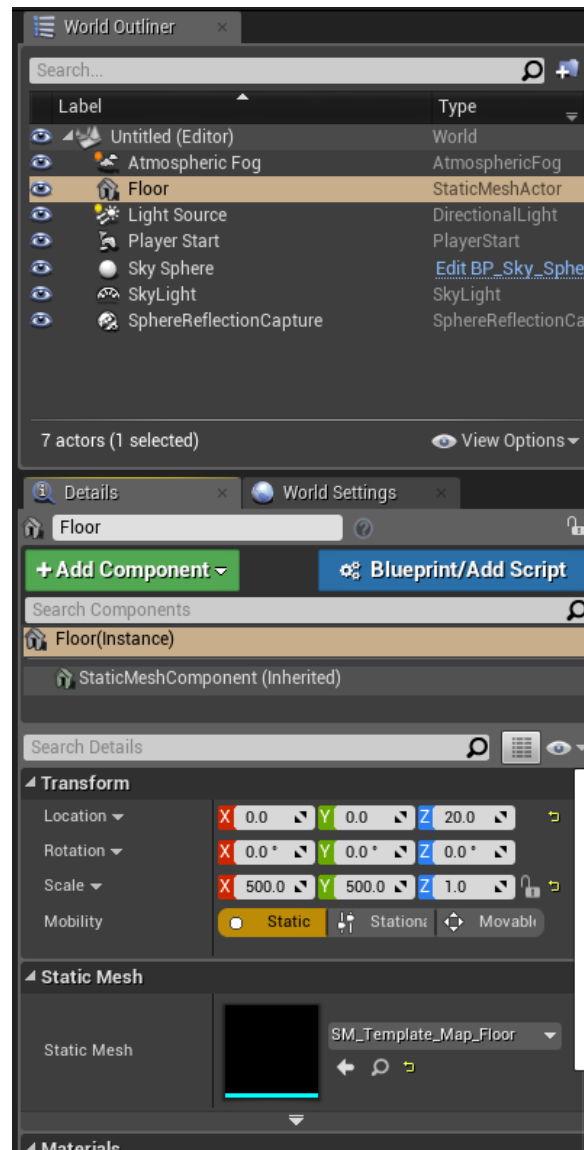 World Outliner
Search...
Label Type
Untitled (Editor) World
Atmospheric Fog AtmosphericFog
Floor StaticMeshActor
Light Source DirectionalLight
Player Start PlayerStart
Sky Sphere Edit BP_Sky_Sphe
SkyLight SkyLight
SphereReflectionCapture SphereReflectionCa
7 actors (1 selected) View Options
Details World Settings
Floor
+ Add Component Blueprint/Add Script
Search Components
Floor(Instance)
StaticMeshComponent (Inherited)
Search Details
Transform
Location X 0.0 Y 0.0 Z 20.0
Rotation X 0.0° Y 0.0° Z 0.0°
Scale X 500.0 Y 500.0 Z 1.0
Mobility Static Stationa Movable
Static Mesh
Static Mesh SM_Template_Map_Floor
Materials